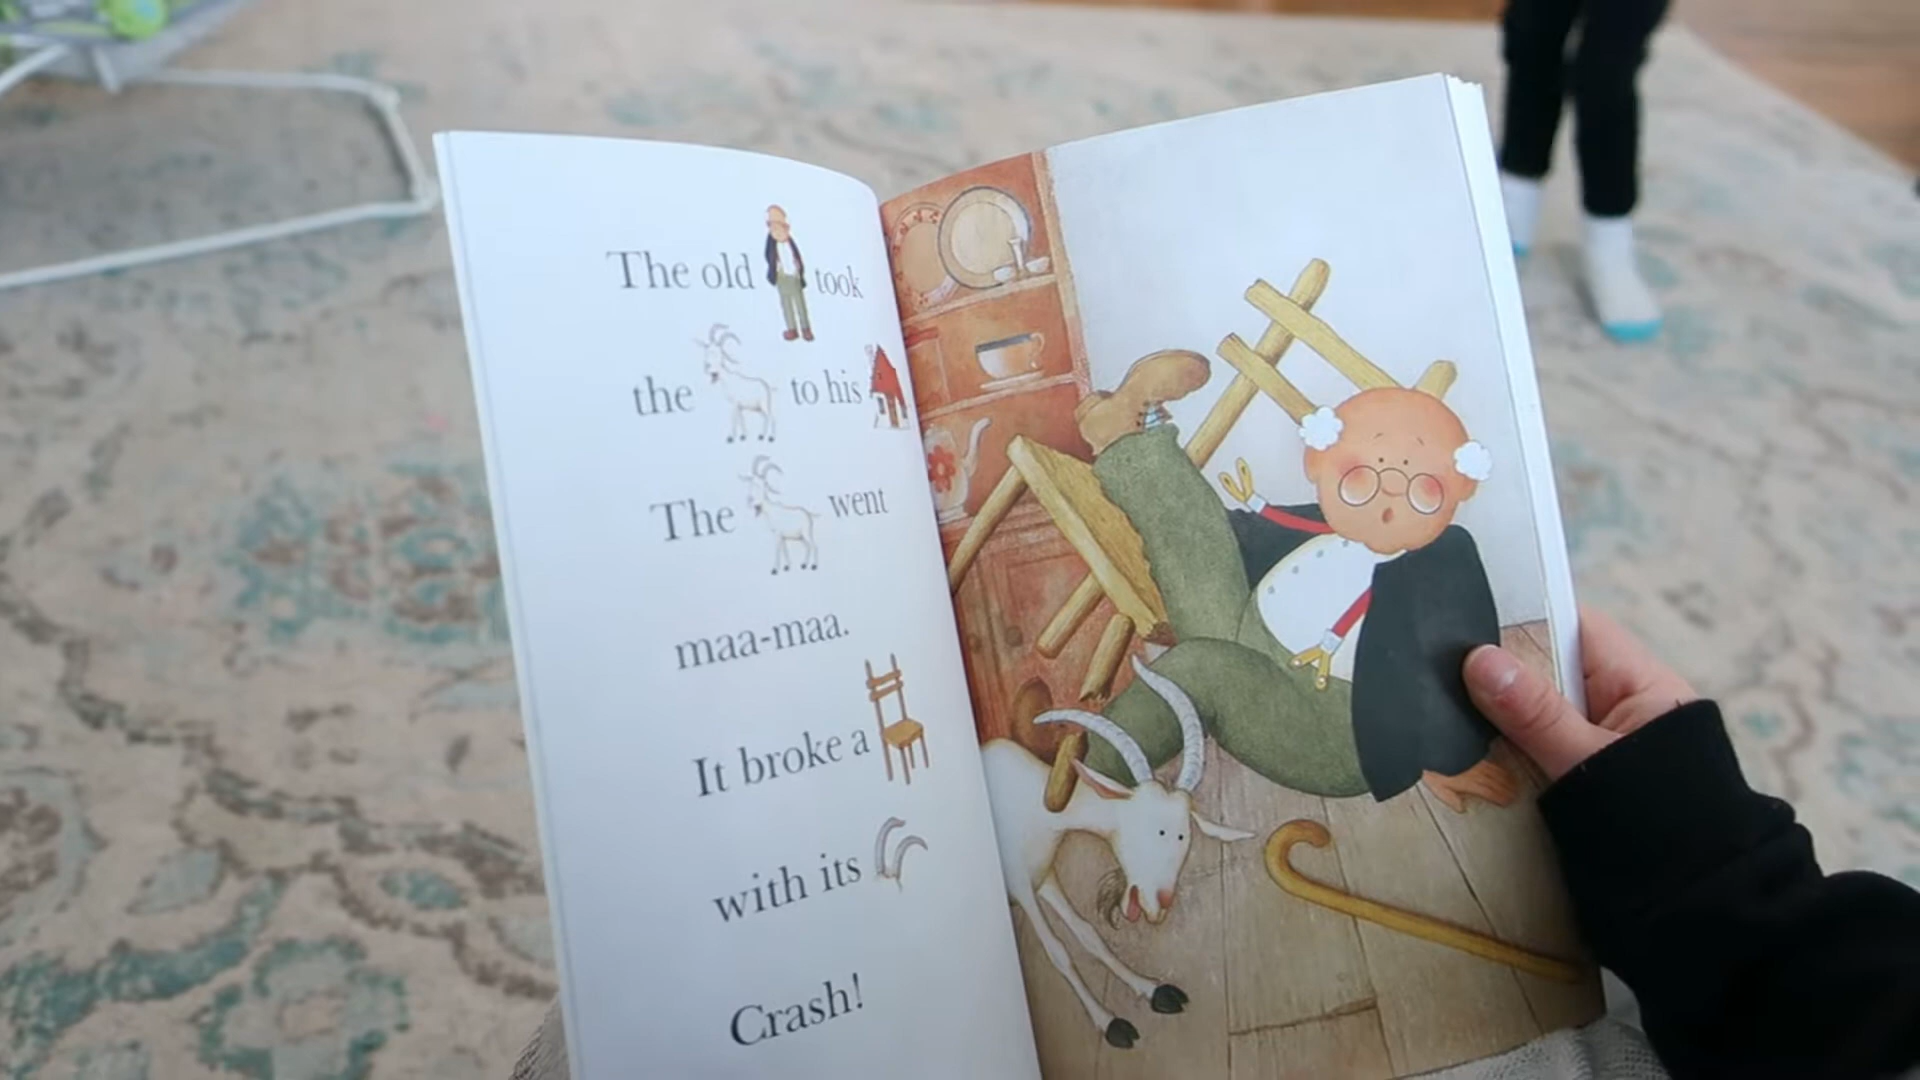 The old took
the to his
The went
maa-maa.
It broke a
with its
Crash!